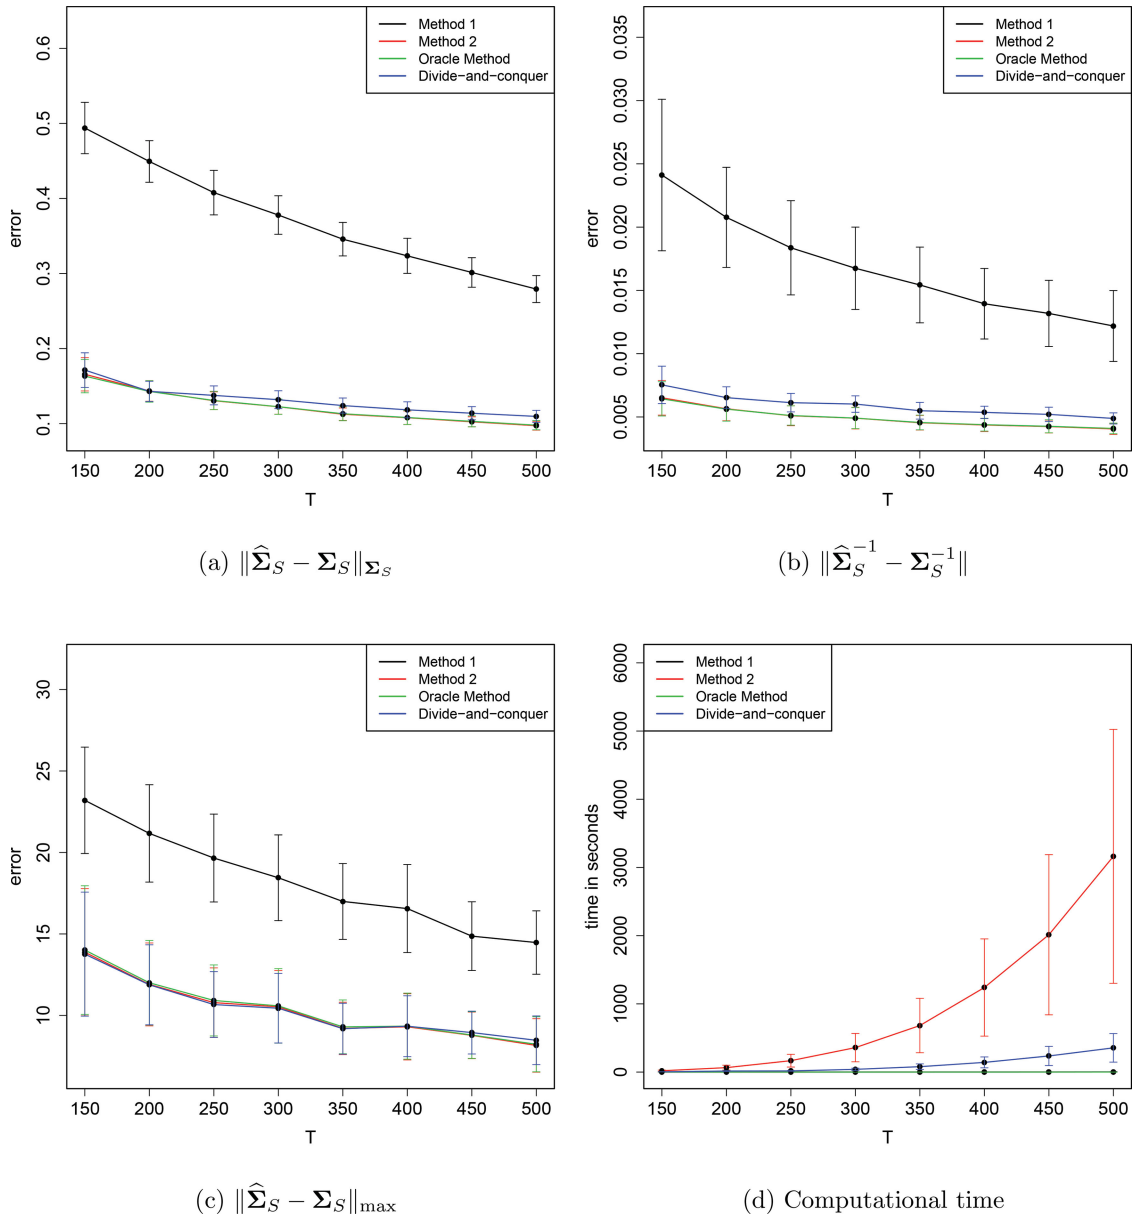 Method 1
Method 2
Oracle Method
Divide−and−conquer
error
0.1
0.2
0.3
0.4
0.5
0.6
150 200 250 300 350 400 450 500
T
(a) ‖Σ̂_S − Σ_S‖_{Σ_S}
Method 1
Method 2
Oracle Method
Divide−and−conquer
error
0.005
0.010
0.015
0.020
0.025
0.030
0.035
150 200 250 300 350 400 450 500
T
(b) ‖Σ̂_S^{−1} − Σ_S^{−1}‖
Method 1
Method 2
Oracle Method
Divide−and−conquer
error
10
15
20
25
30
150 200 250 300 350 400 450 500
T
(c) ‖Σ̂_S − Σ_S‖_max
Method 1
Method 2
Oracle Method
Divide−and−conquer
time in seconds
0
1000
2000
3000
4000
5000
6000
150 200 250 300 350 400 450 500
T
(d) Computational time